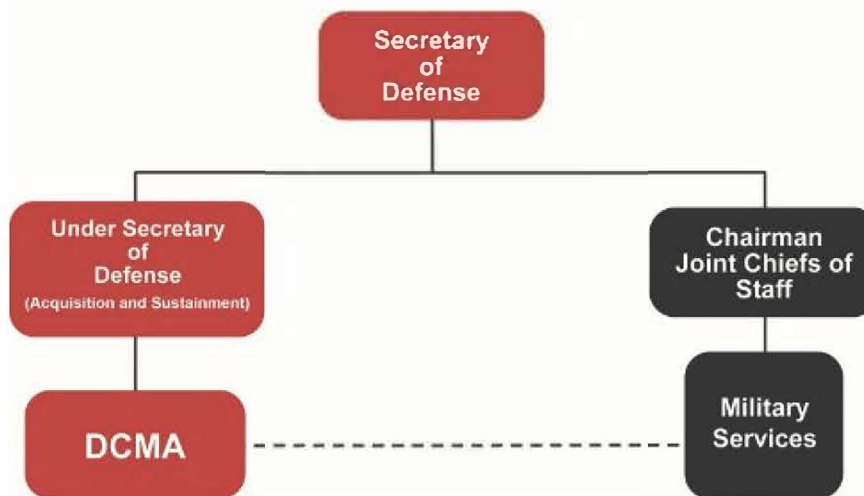 Secretary
of
Defense
Under Secretary
of
Defense
(Acquisition and Sustainment)
Chairman
Joint Chiefs of
Staff
DCMA
Military
Services